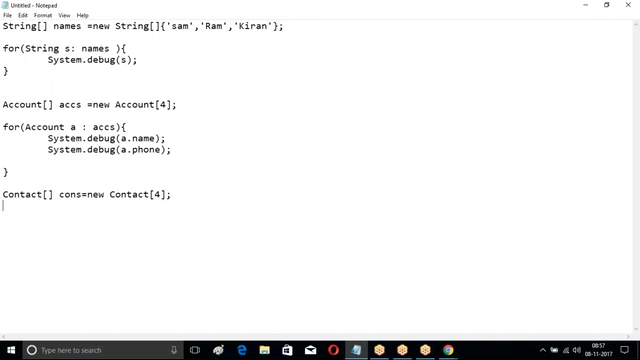 Untitled - Notepad
File Edit Format View Help
String[] names =new String[]{'sam','Ram','Kiran'};
for(String s: names ){
System.debug(s);
}
Account[] accs =new Account[4];
for(Account a : accs){
System.debug(a.name);
System.debug(a.phone);
}
Contact[] cons=new Contact[4];
Type here to search
08:57
08-11-2017